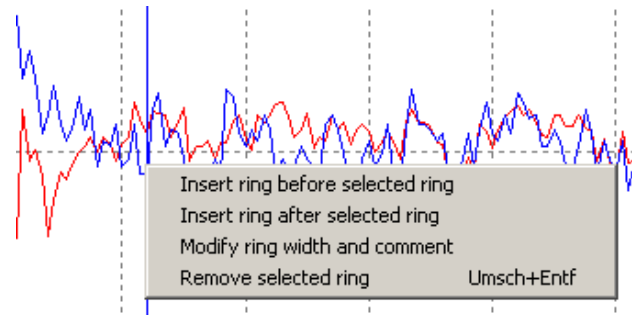 Insert ring before selected ring
Insert ring after selected ring
Modify ring width and comment
Remove selected ring Umsch+Entf